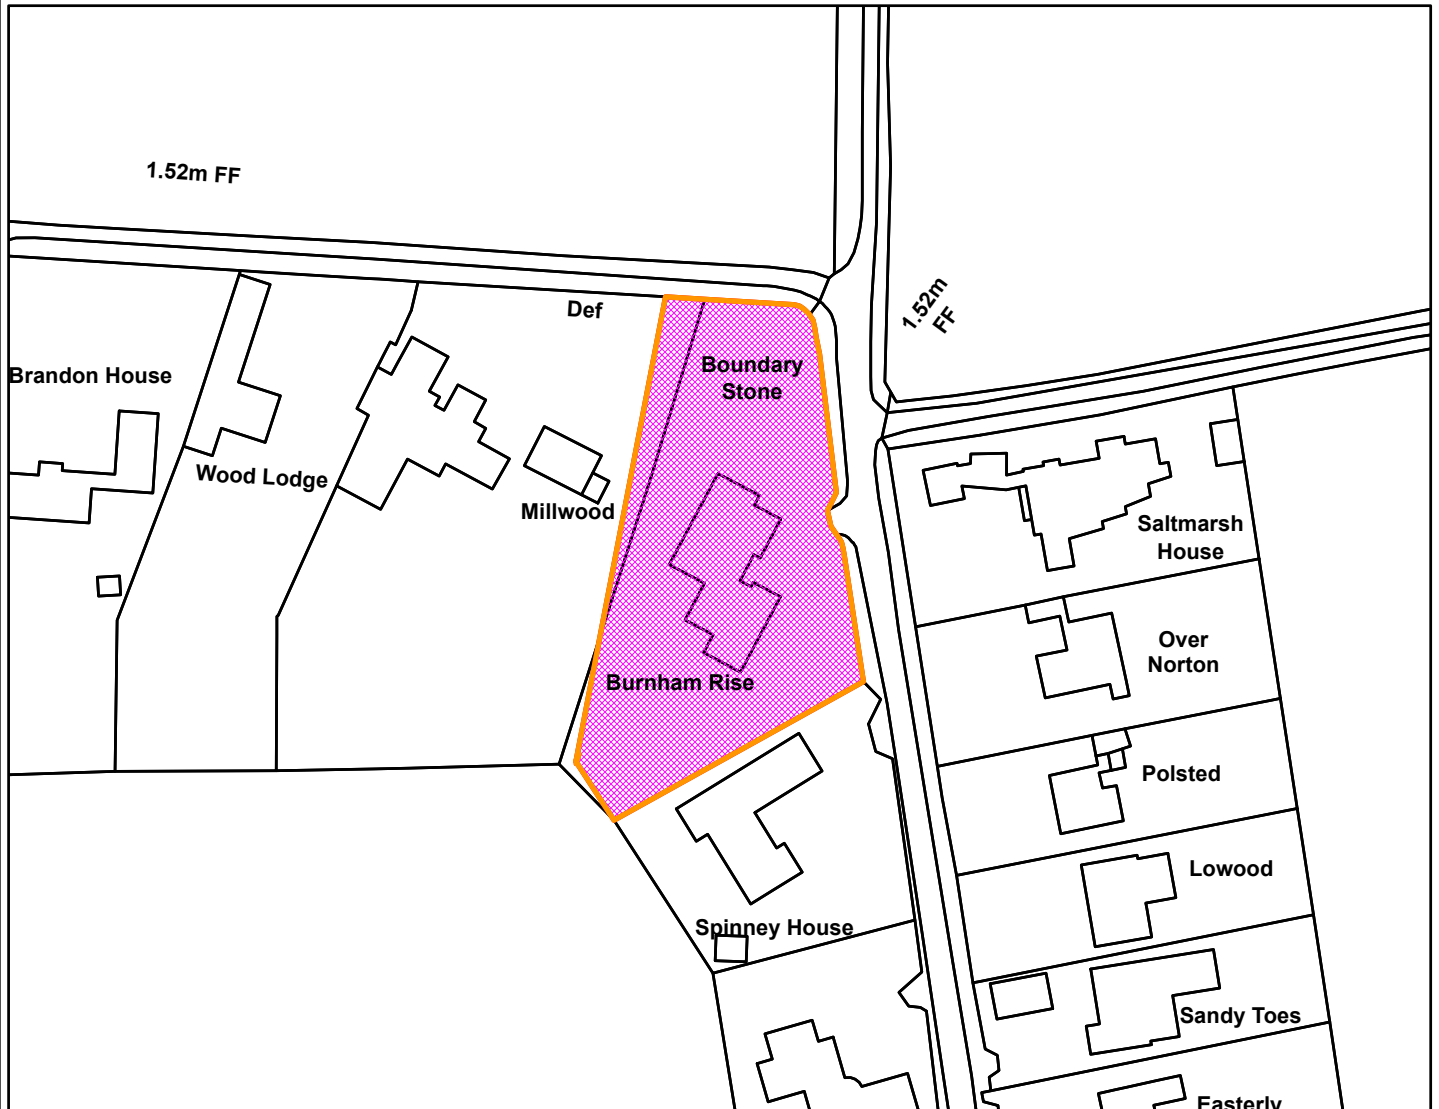 1.52m FF
1.52m
FF
Def
Boundary
Stone
Brandon House
Wood Lodge
Millwood
Saltmarsh
House
Over
Norton
Burnham Rise
Polsted
Lowood
Spinney House
Sandy Toes
Easterly